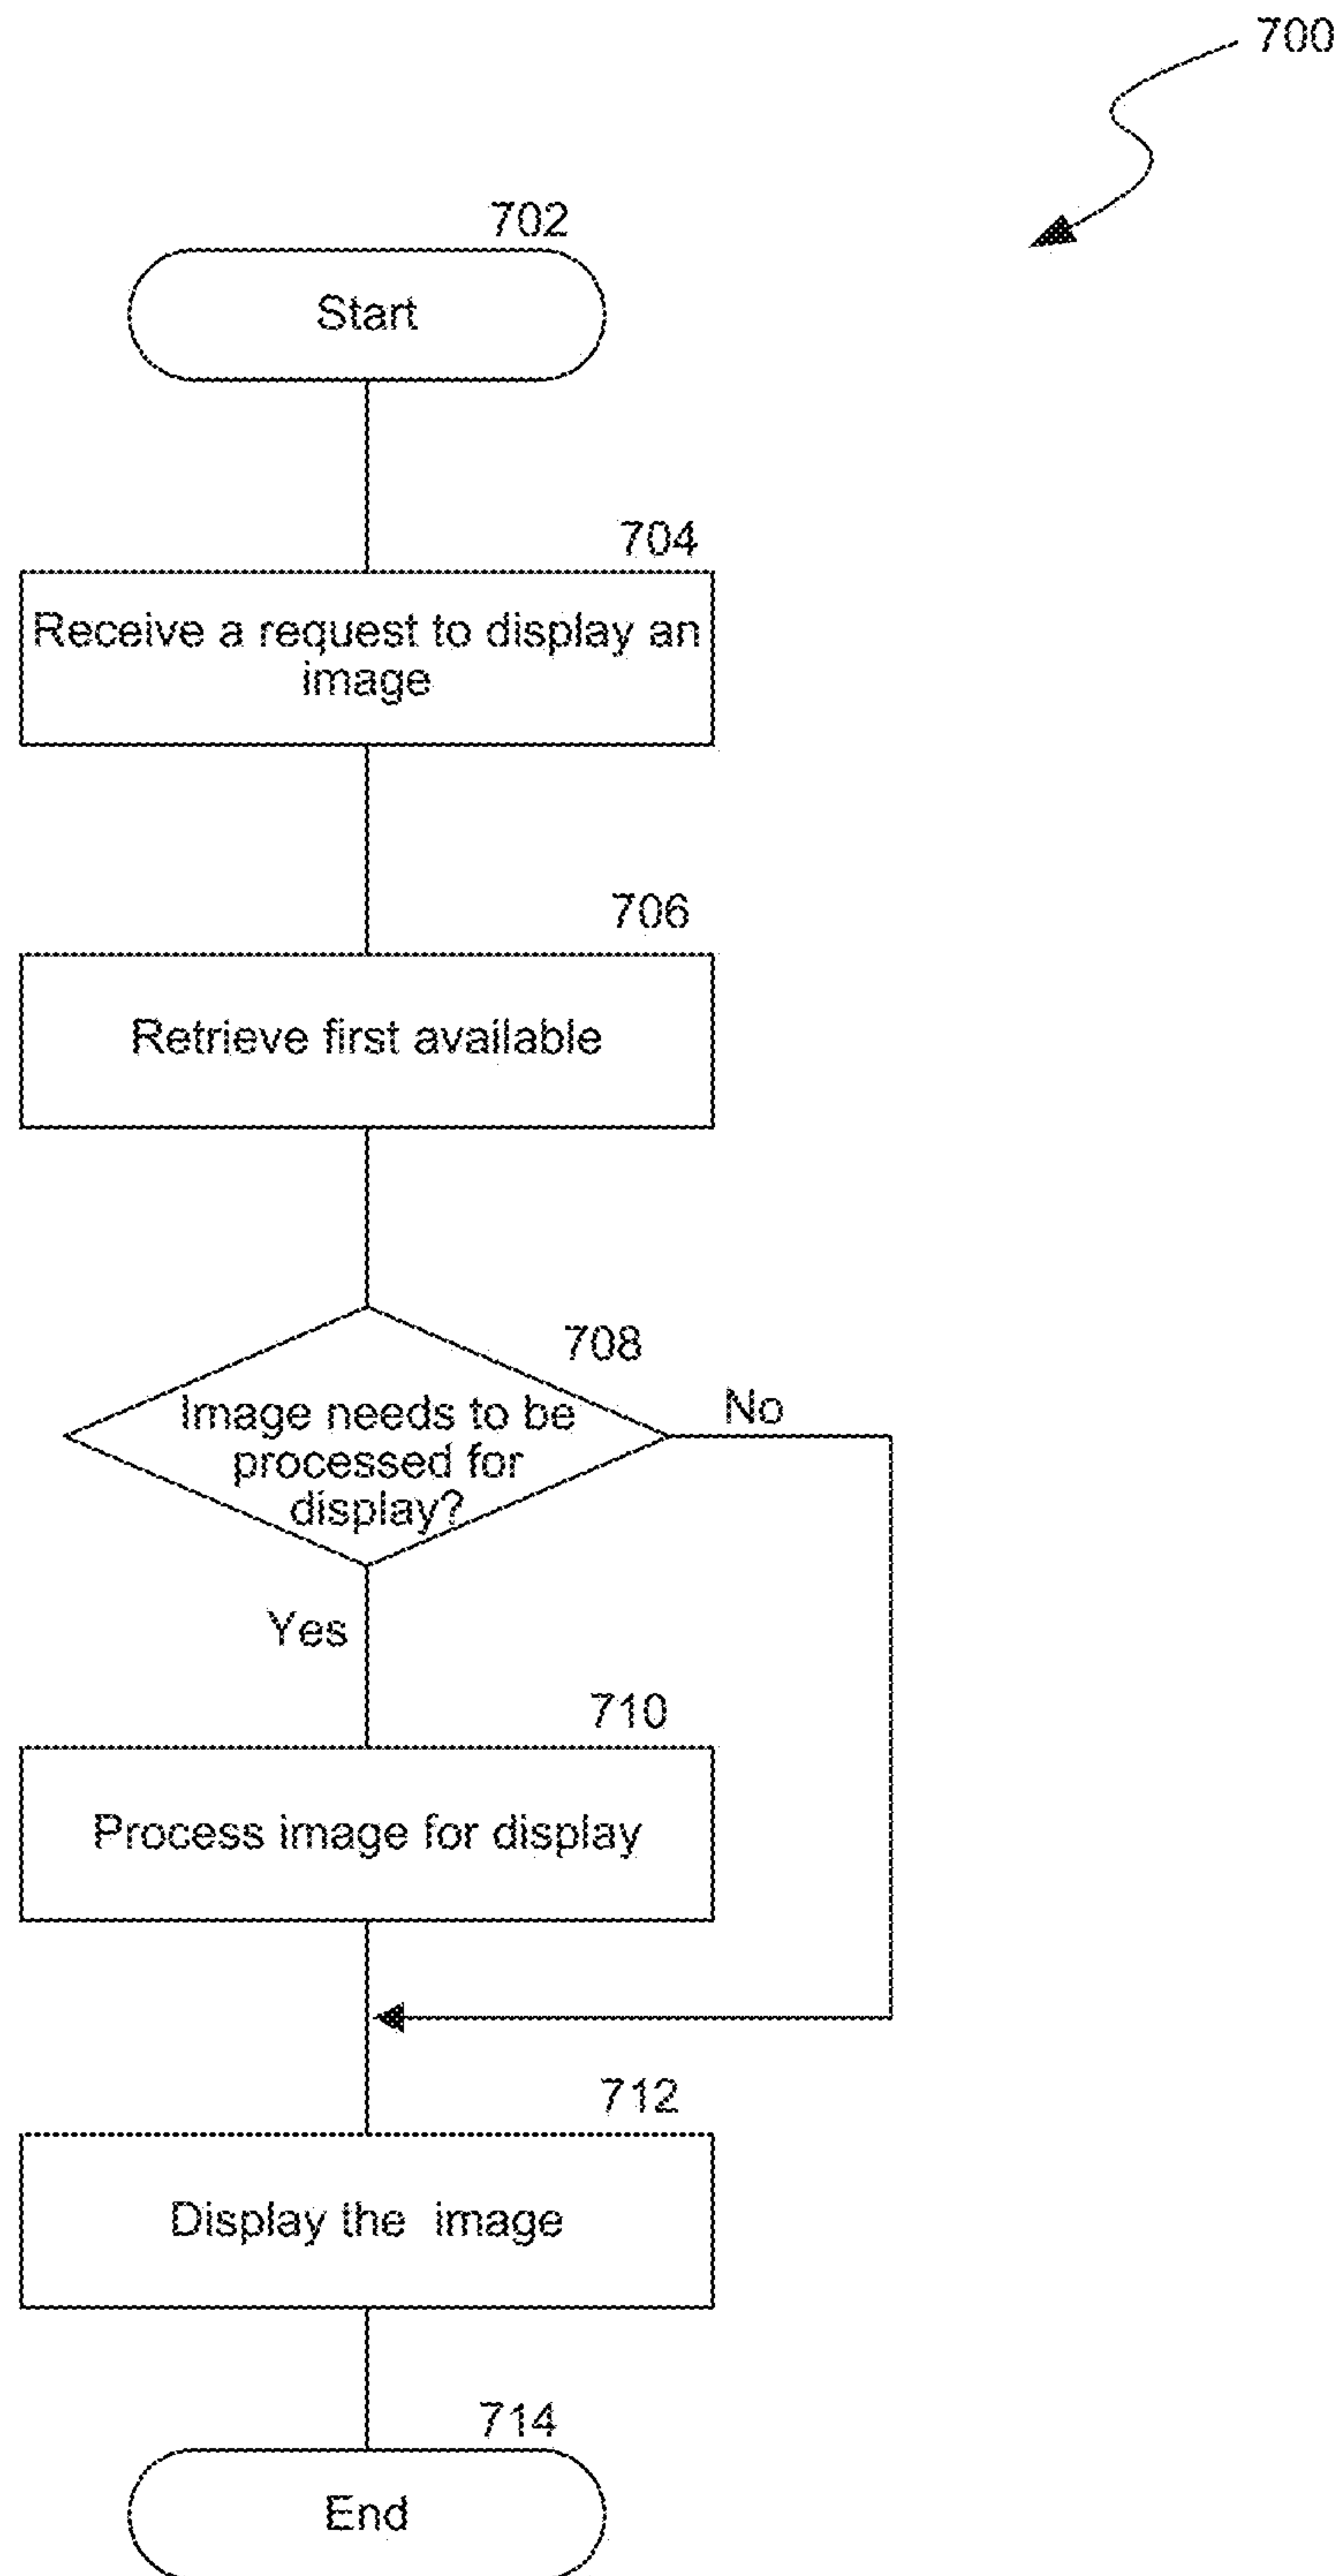 700
702
Start
704
Receive a request to display an
image
706
Retrieve first available
708
Image needs to be
processed for
display?
No
Yes
710
Process image for display
712
Display the image
714
End